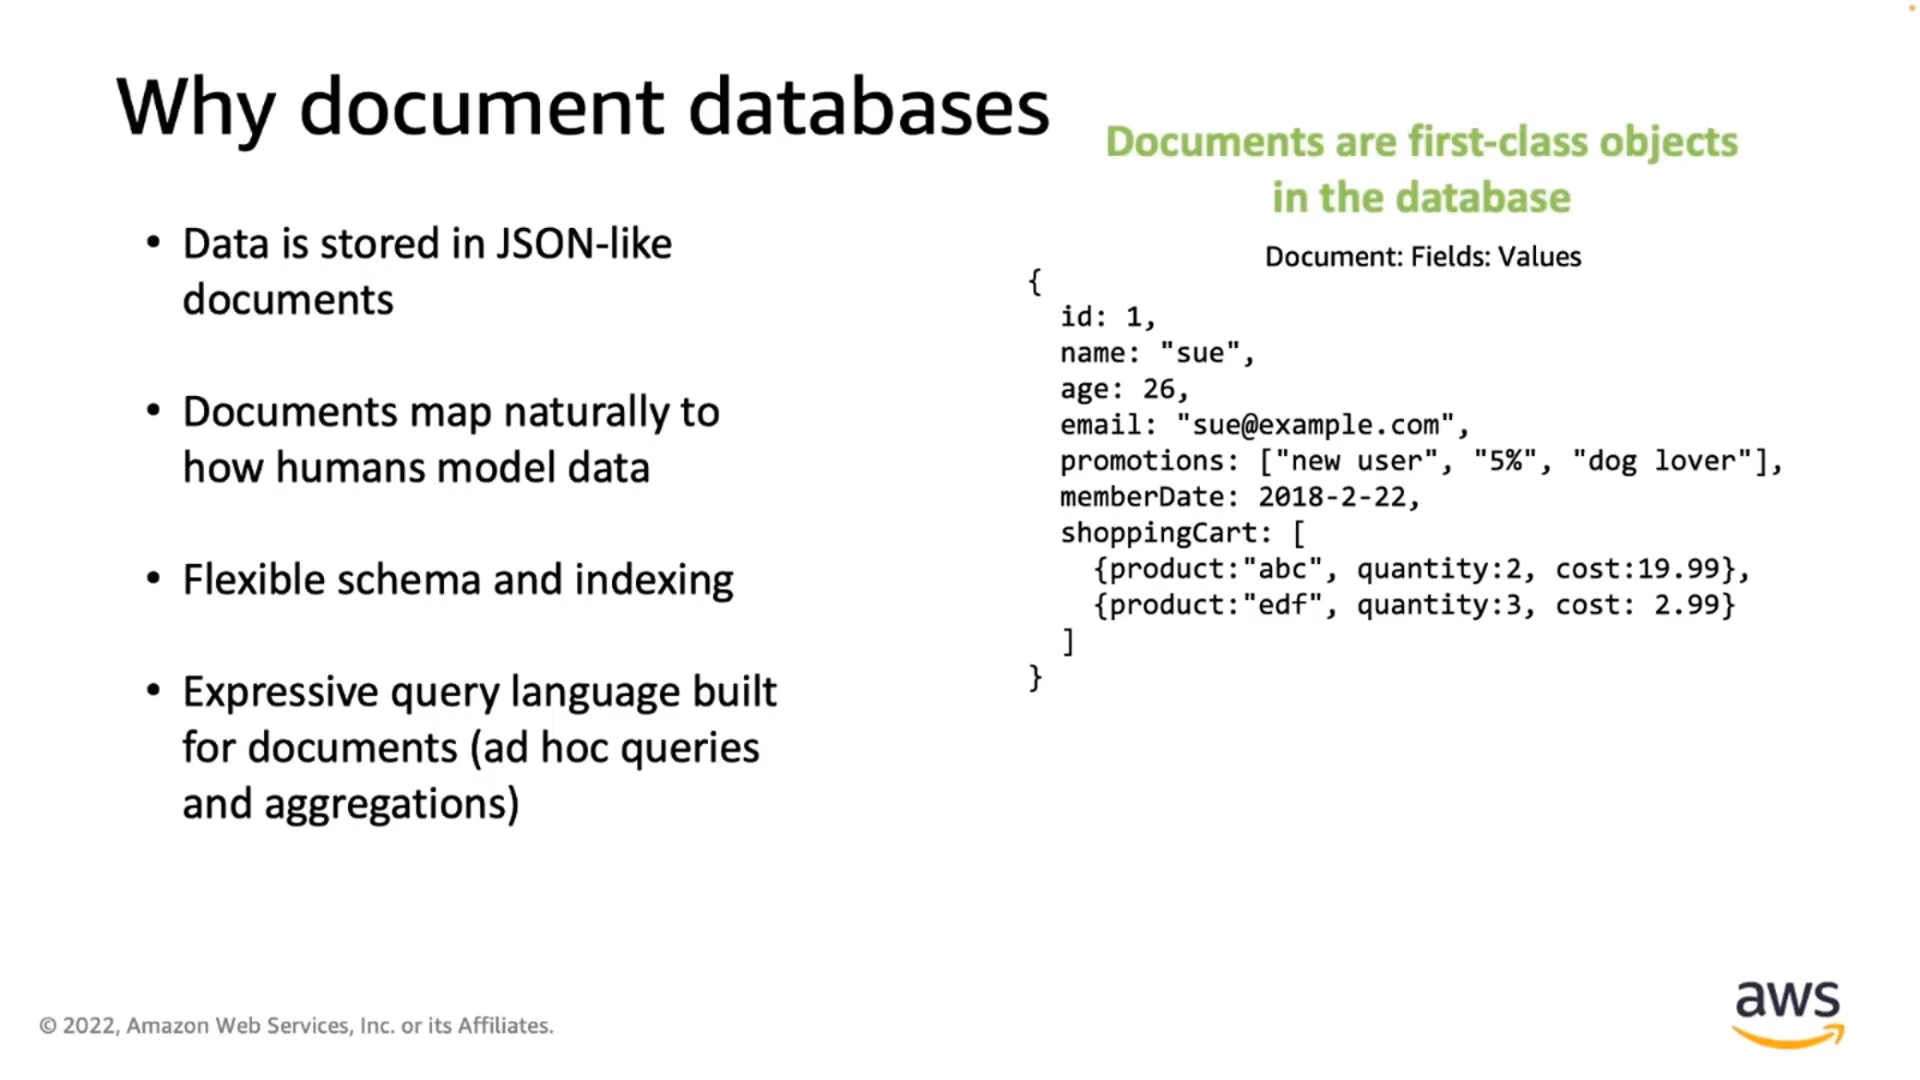 Why document databases
• Data is stored in JSON-like
documents
• Documents map naturally to
how humans model data
• Flexible schema and indexing
• Expressive query language built
for documents (ad hoc queries
and aggregations)
Documents are first-class objects
in the database
Document: Fields: Values
{
  id: 1,
  name: "sue",
  age: 26,
  email: "sue@example.com",
  promotions: ["new user", "5%", "dog lover"],
  memberDate: 2018-2-22,
  shoppingCart: [
    {product:"abc", quantity:2, cost:19.99},
    {product:"edf", quantity:3, cost: 2.99}
  ]
}
© 2022, Amazon Web Services, Inc. or its Affiliates.
aws